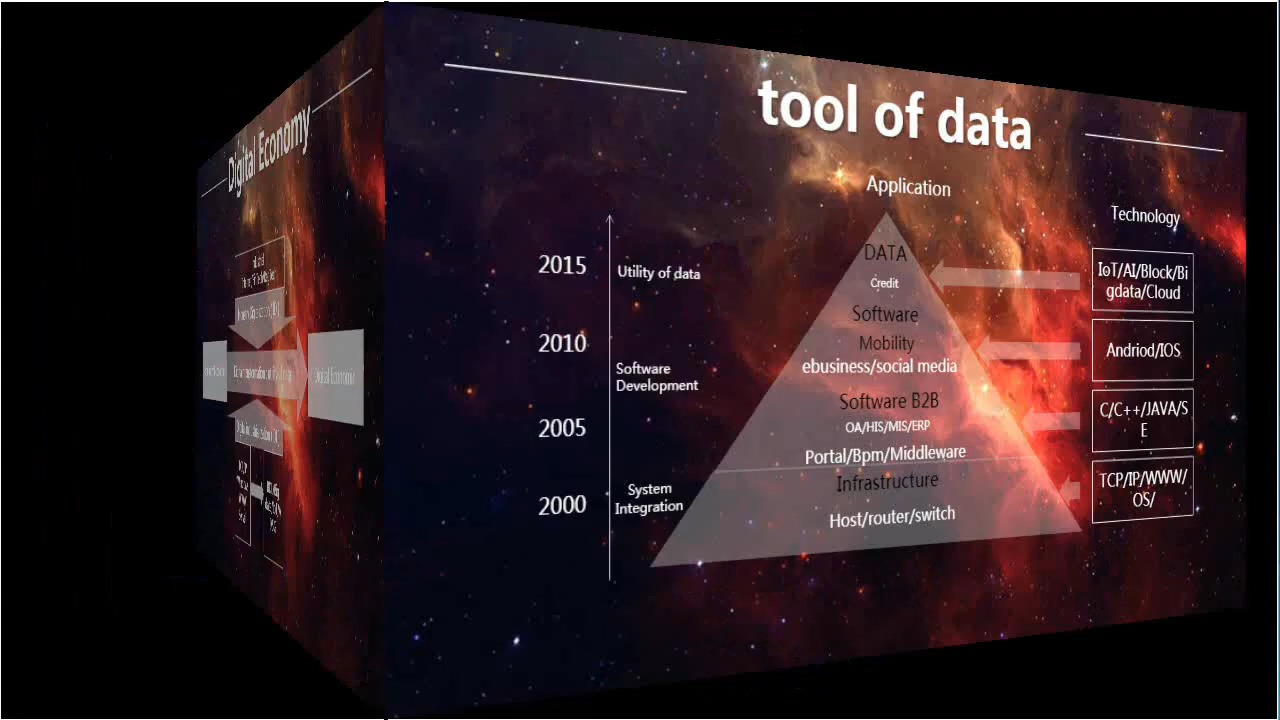 Digital Economy
Digital Economic
tool of data
Application
Technology
2015
Utility of data
2010
Software
Development
2005
2000
System
Integration
DATA
Credit
Software
Mobility
ebusiness/social media
Software B2B
OA/HIS/MIS/ERP
Portal/Bpm/Middleware
Infrastructure
Host/router/switch
IoT/AI/Block/Bi
gdata/Cloud
Andriod/IOS
C/C++/JAVA/S
E
TCP/IP/WWW/
OS/